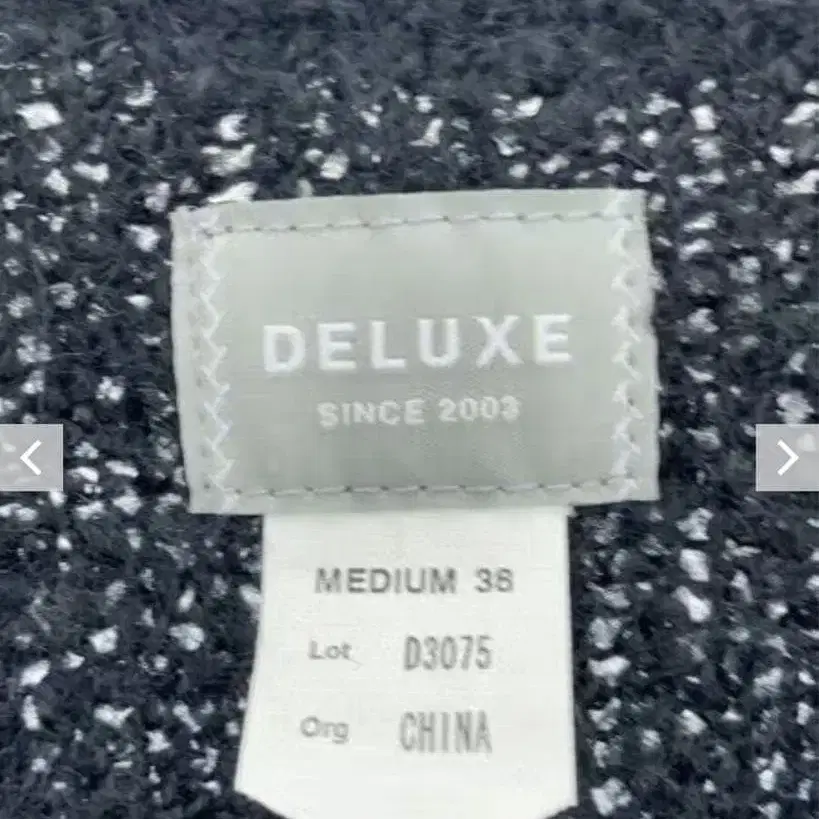 DELUXE
SINCE 2003
MEDIUM 38
Lot D3075
Org CHINA